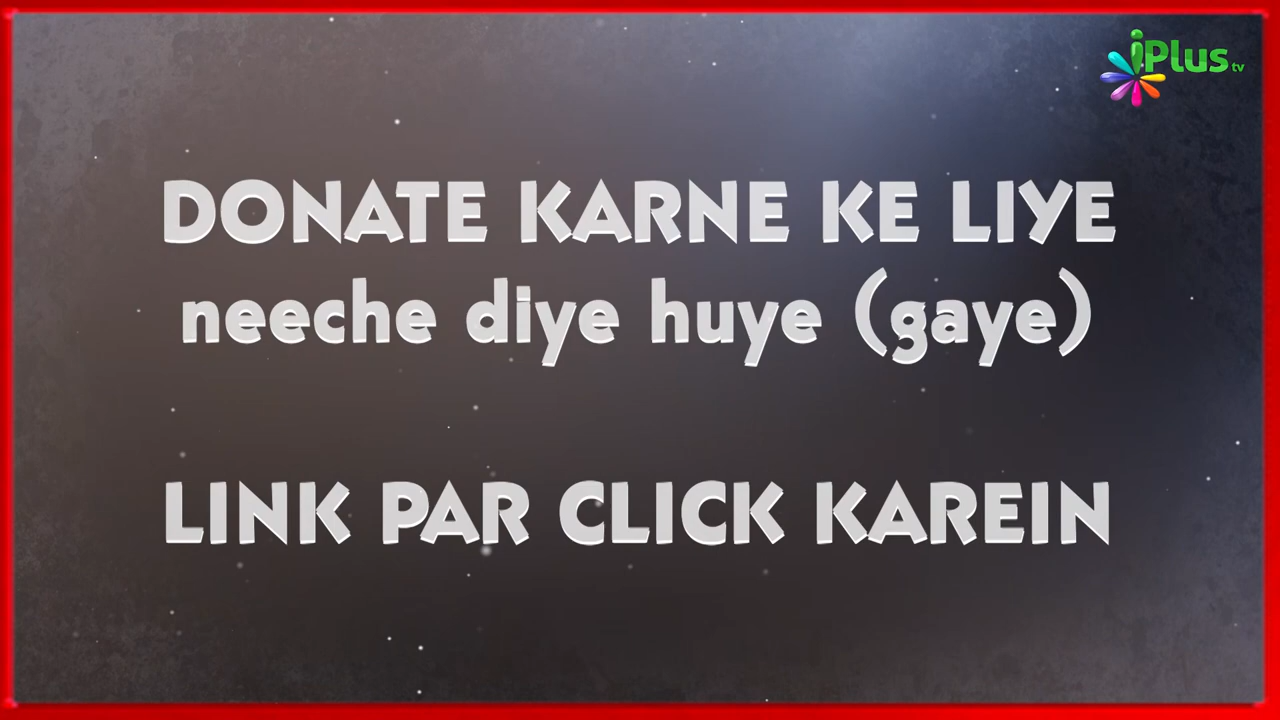 iPlus tv
DONATE KARNE KE LIYE
neeche diye huye (gaye)
LINK PAR CLICK KAREIN